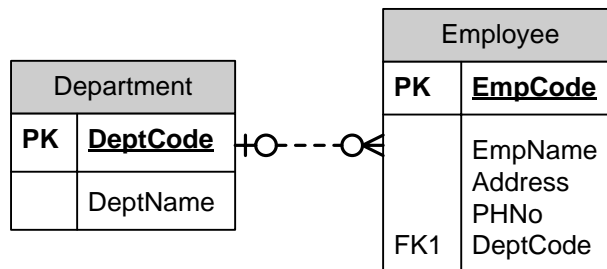 Department
PK DeptCode
DeptName
Employee
PK EmpCode
EmpName
Address
PHNo
FK1 DeptCode